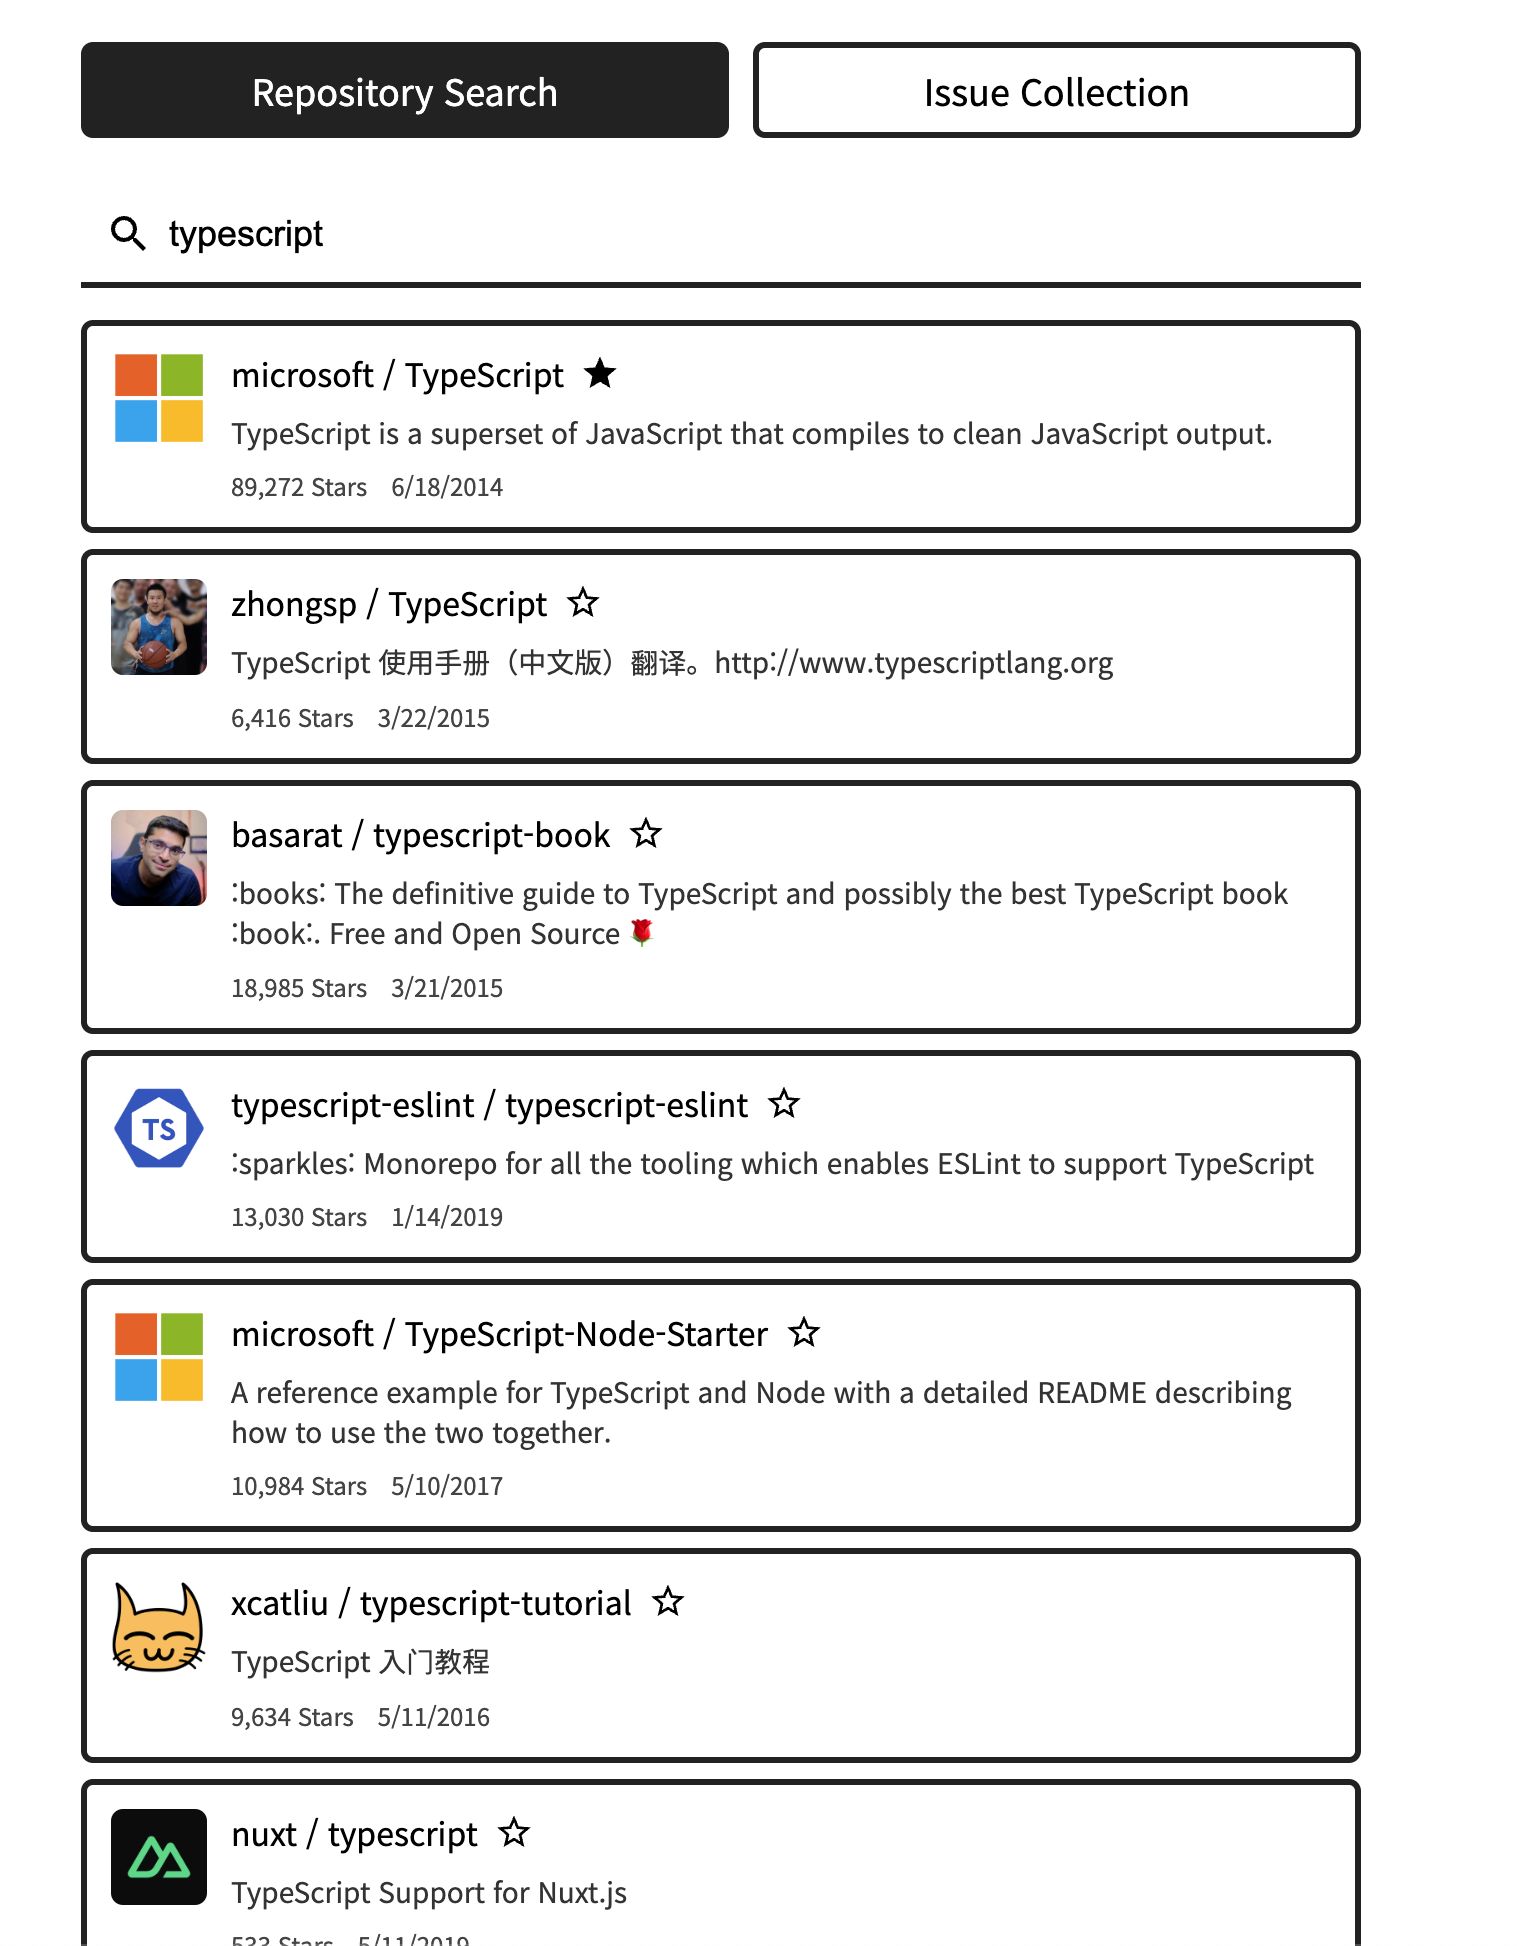 Repository Search
Issue Collection
typescript
microsoft / TypeScript
TypeScript is a superset of JavaScript that compiles to clean JavaScript output.
89,272 Stars 6/18/2014
zhongsp / TypeScript
TypeScript 使用手册（中文版）翻译。http://www.typescriptlang.org
6,416 Stars 3/22/2015
basarat / typescript-book
:books: The definitive guide to TypeScript and possibly the best TypeScript book
:book:. Free and Open Source 🌹
18,985 Stars 3/21/2015
TS
typescript-eslint / typescript-eslint
:sparkles: Monorepo for all the tooling which enables ESLint to support TypeScript
13,030 Stars 1/14/2019
microsoft / TypeScript-Node-Starter
A reference example for TypeScript and Node with a detailed README describing
how to use the two together.
10,984 Stars 5/10/2017
xcatliu / typescript-tutorial
TypeScript 入门教程
9,634 Stars 5/11/2016
nuxt / typescript
TypeScript Support for Nuxt.js
533 Stars 5/11/2019